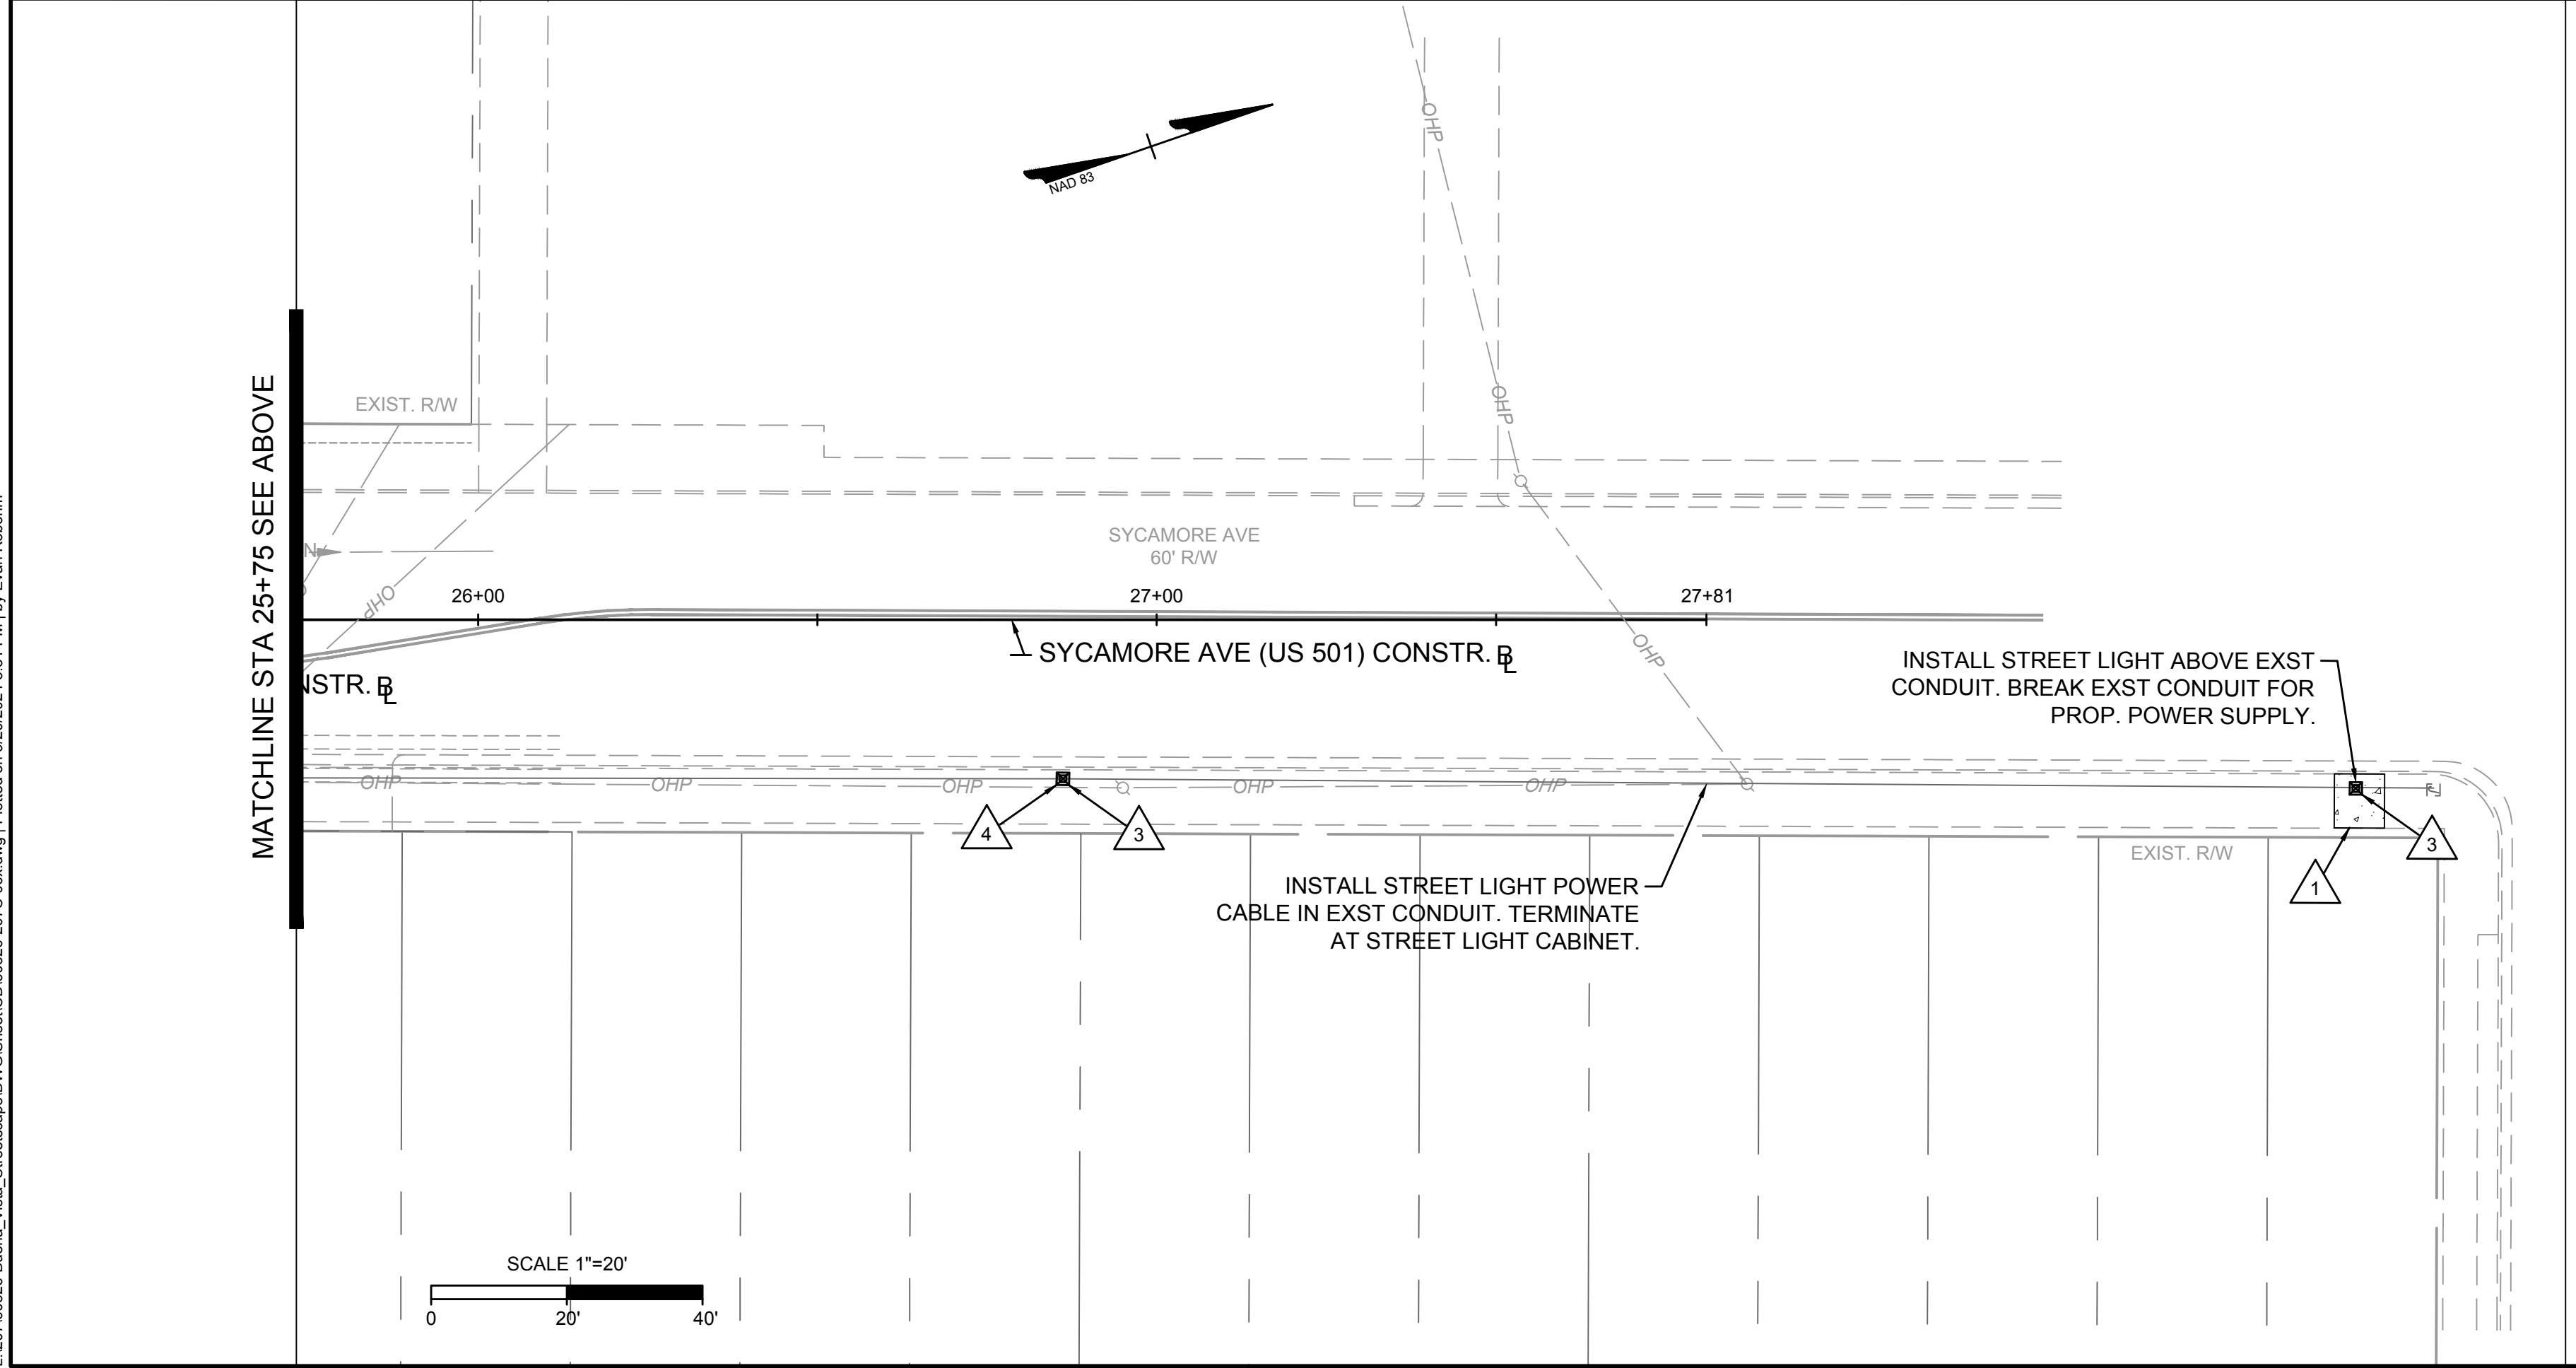 NAD 83
OHP
OHP
EXIST. R/W
MATCHLINE STA 25+75 SEE ABOVE
SYCAMORE AVE
60' R/W
OHP
26+00
27+00
27+81
OHP
SYCAMORE AVE (US 501) CONSTR. BL
NSTR. BL
INSTALL STREET LIGHT ABOVE EXST
CONDUIT. BREAK EXST CONDUIT FOR
PROP. POWER SUPPLY.
OHP
OHP
OHP
OHP
OHP
4
3
3
EXIST. R/W
1
INSTALL STREET LIGHT POWER
CABLE IN EXST CONDUIT. TERMINATE
AT STREET LIGHT CABINET.
SCALE 1"=20'
0
20'
40'